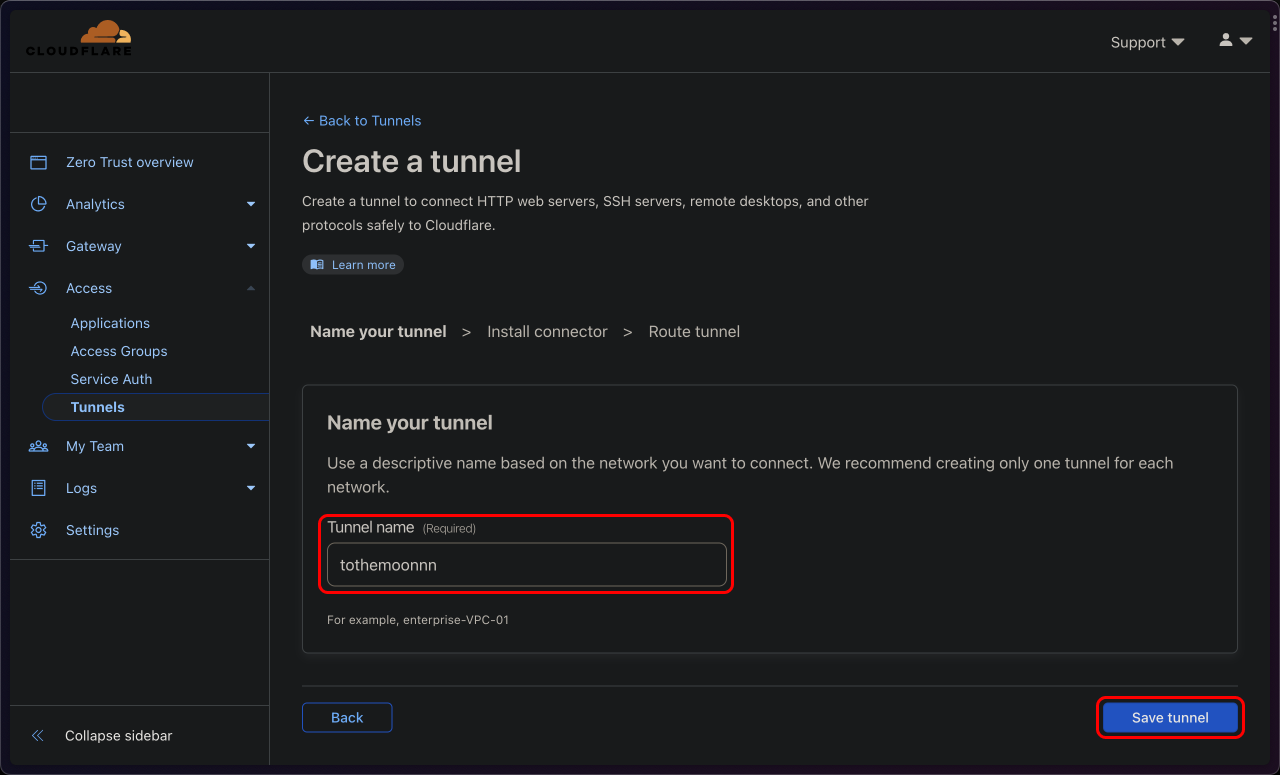 CLOUDFLARE
Support
Zero Trust overview
Analytics
Gateway
Access
Applications
Access Groups
Service Auth
Tunnels
My Team
Logs
Settings
Collapse sidebar
← Back to Tunnels
Create a tunnel
Create a tunnel to connect HTTP web servers, SSH servers, remote desktops, and other
protocols safely to Cloudflare.
Learn more
Name your tunnel > Install connector > Route tunnel
Name your tunnel
Use a descriptive name based on the network you want to connect. We recommend creating only one tunnel for each
network.
Tunnel name (Required)
tothemoonnn
For example, enterprise-VPC-01
Back
Save tunnel